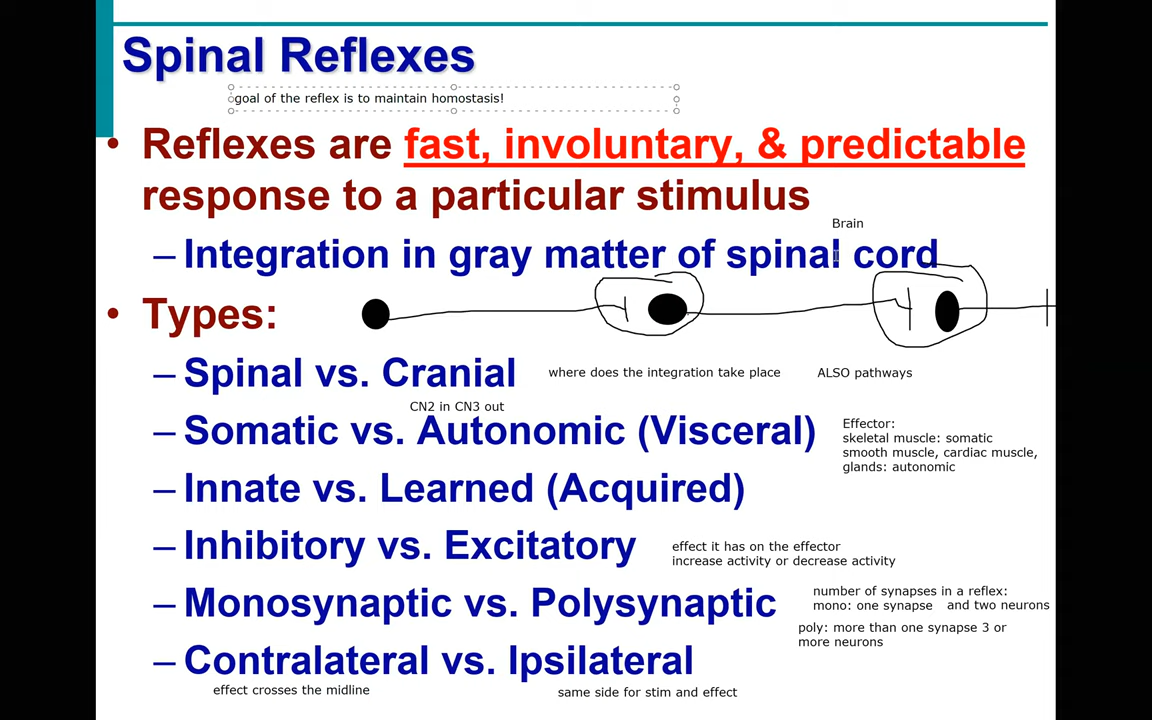 Spinal Reflexes
goal of the reflex is to maintain homostasis!
• Reflexes are fast, involuntary, & predictable
response to a particular stimulus
Brain
– Integration in gray matter of spinal cord
• Types:
– Spinal vs. Cranial
where does the integration take place
ALSO pathways
CN2 in CN3 out
– Somatic vs. Autonomic (Visceral)
Effector:
skeletal muscle: somatic
smooth muscle, cardiac muscle,
glands: autonomic
– Innate vs. Learned (Acquired)
– Inhibitory vs. Excitatory
effect it has on the effector
increase activity or decrease activity
– Monosynaptic vs. Polysynaptic
number of synapses in a reflex:
mono: one synapse and two neurons
poly: more than one synapse 3 or
more neurons
– Contralateral vs. Ipsilateral
effect crosses the midline
same side for stim and effect